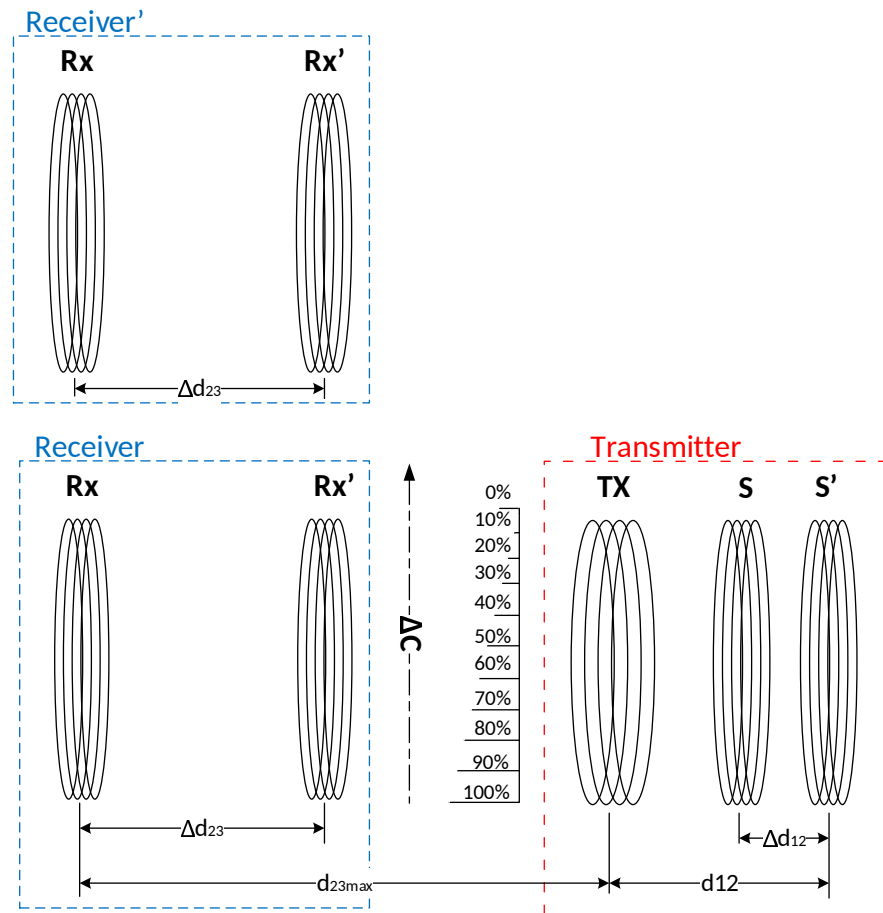 Receiver’
Rx Rx’
Δd23
Receiver Transmitter
Rx Rx’ TX S S’
0%
10%
20%
30%
40%
50%
60%
70%
80%
90%
100%
ΔC
Δd23
Δd12
d23max d12